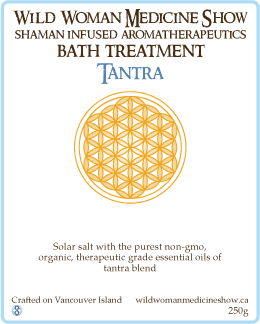 Wild Woman Medicine Show
Shaman Infused Aromatherapeutics
Bath Treatment
Tantra
Solar salt with the purest non-gmo,
organic, therapeutic grade essential oils of
tantra blend
Crafted on Vancouver Island wildwomanmedicineshow.ca
250g